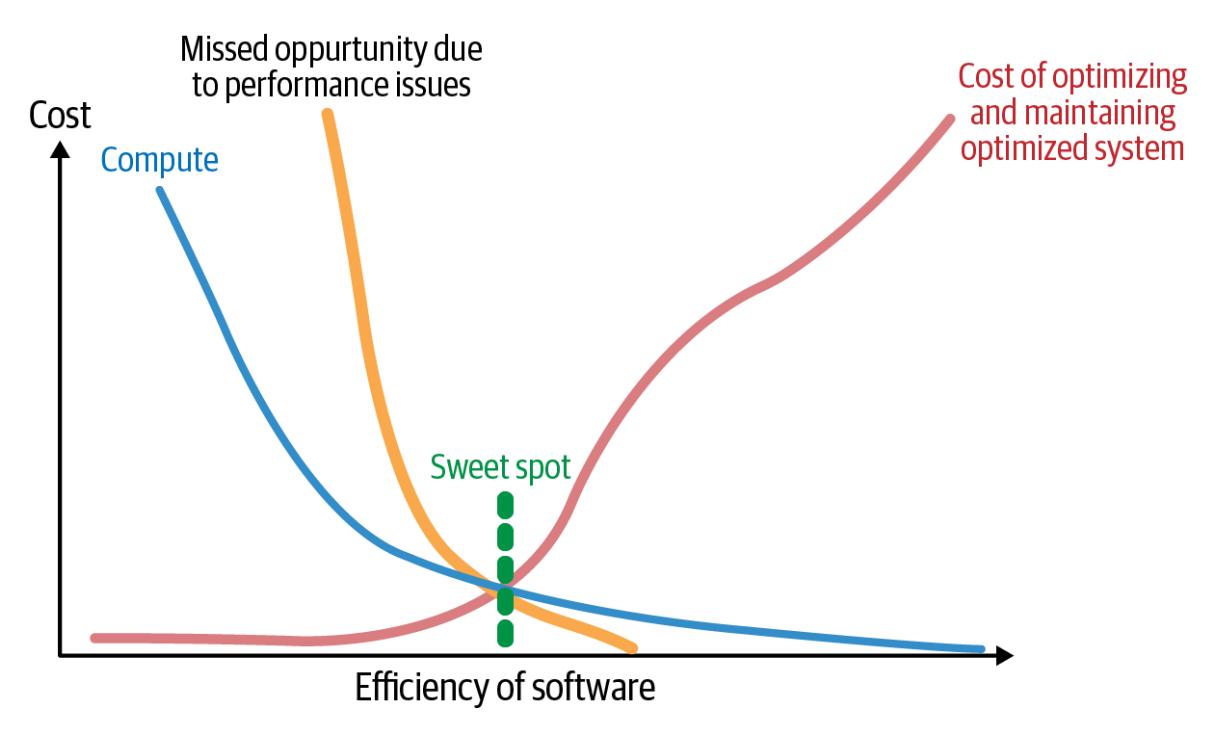 Missed oppurtunity due
to performance issues
Cost of optimizing
and maintaining
optimized system
Cost
Compute
Sweet spot
Efficiency of software